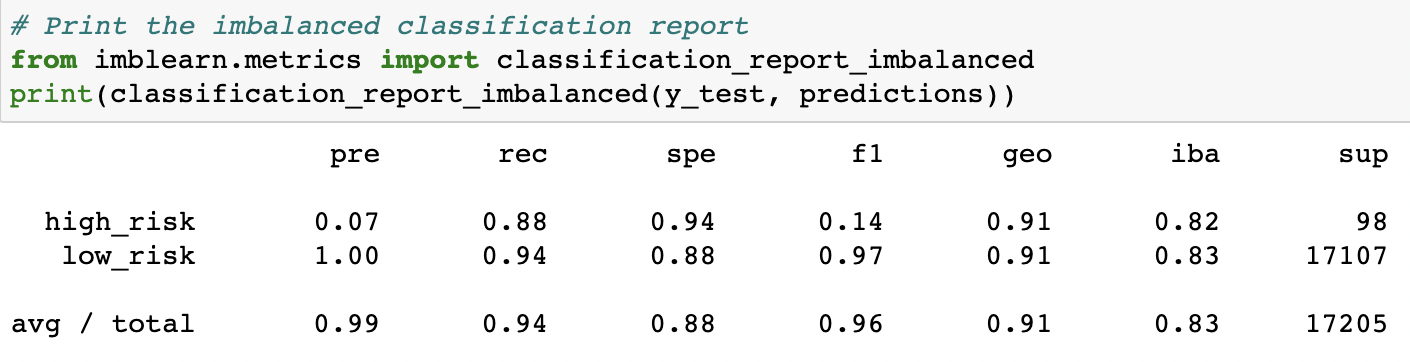 # Print the imbalanced classification report
from imblearn.metrics import classification_report_imbalanced
print(classification_report_imbalanced(y_test, predictions))
pre rec spe f1 geo iba sup
high_risk 0.07 0.88 0.94 0.14 0.91 0.82 98
low_risk 1.00 0.94 0.88 0.97 0.91 0.83 17107
avg / total 0.99 0.94 0.88 0.96 0.91 0.83 17205